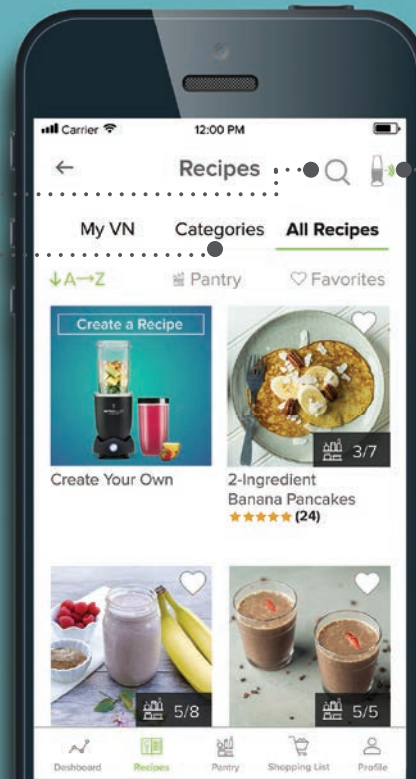 Carrier
12:00 PM
Recipes
My VN
Categories
All Recipes
A→Z
Pantry
Favorites
Create a Recipe
3/7
Create Your Own
2-Ingredient
Banana Pancakes
(24)
5/8
5/5
Dashboard
Recipes
Pantry
Shopping List
Profile